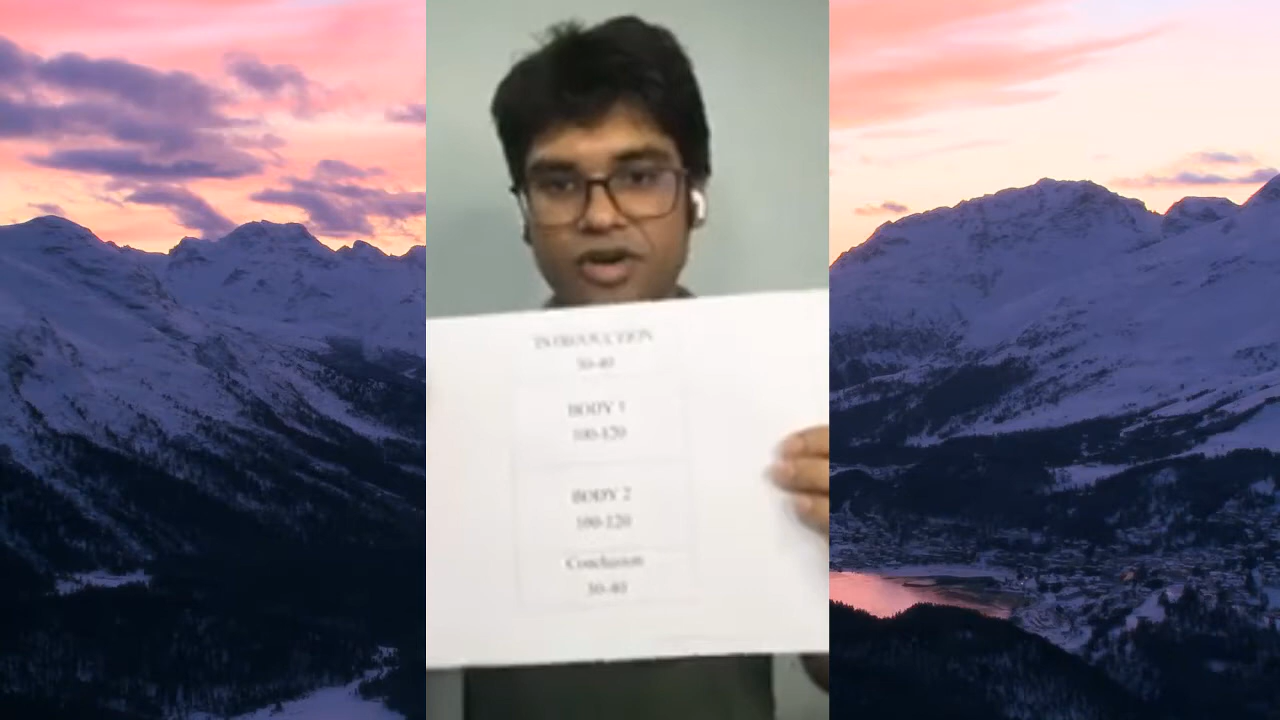 INTRODUCTION
30-40
BODY 1
100-120
BODY 2
100-120
Conclusion
30-40